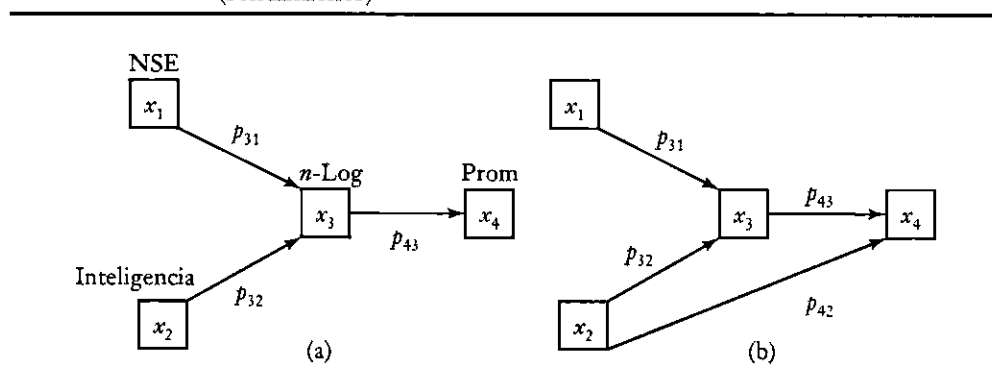 NSE
x₁
p₃₁
n-Log
x₃
Prom
x₄
p₄₃
Inteligencia
x₂
p₃₂
(a)
x₁
p₃₁
x₃
p₄₃
x₄
p₃₂
x₂
p₄₂
(b)